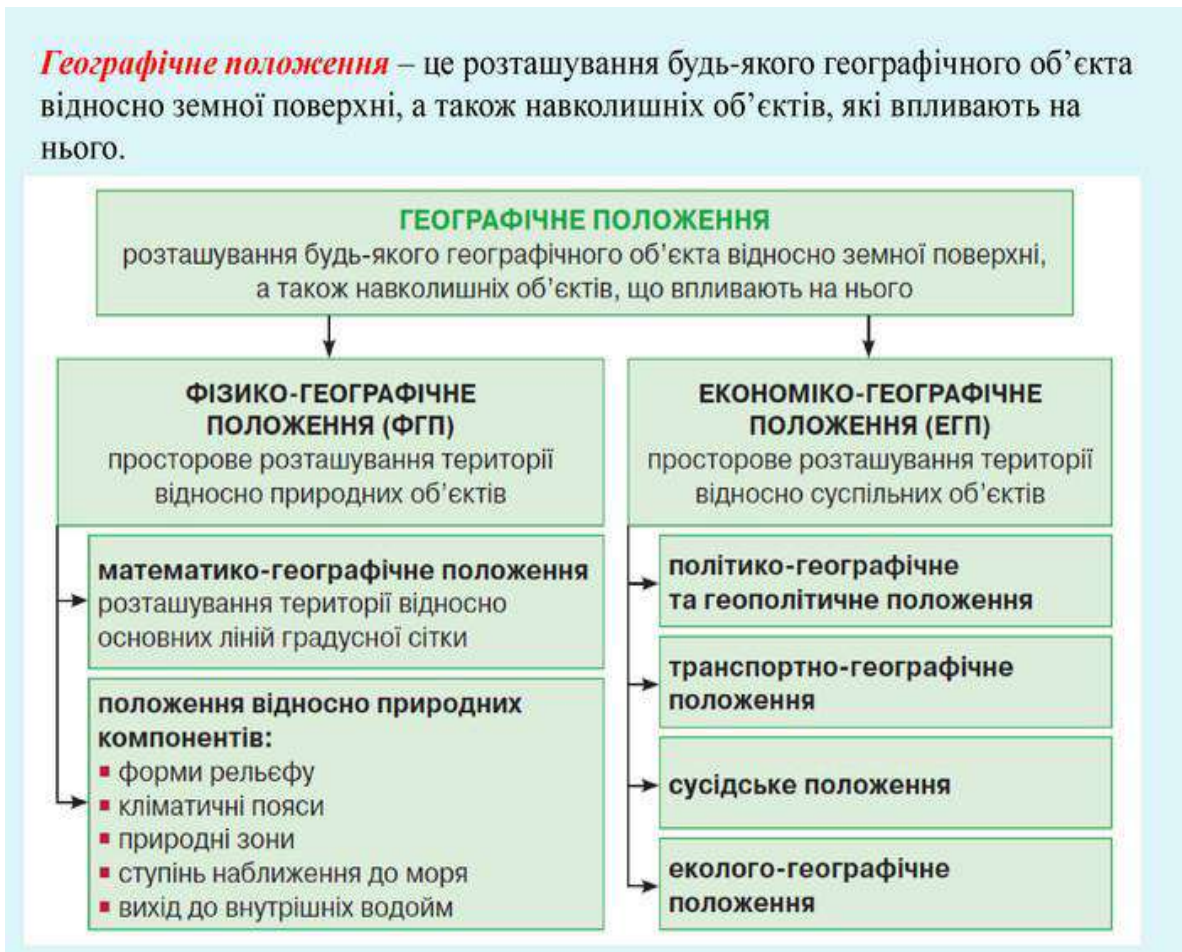 Географічне положення – це розташування будь-якого географічного об’єкта
відносно земної поверхні, а також навколишніх об’єктів, які впливають на
нього.
ГЕОГРАФІЧНЕ ПОЛОЖЕННЯ
розташування будь-якого географічного об’єкта відносно земної поверхні,
а також навколишніх об’єктів, що впливають на нього
ФІЗИКО-ГЕОГРАФІЧНЕ
ПОЛОЖЕННЯ (ФГП)
просторове розташування території
відносно природних об’єктів
математико-географічне положення
розташування території відносно
основних ліній градусної сітки
положення відносно природних
компонентів:
▪ форми рельєфу
▪ кліматичні пояси
▪ природні зони
▪ ступінь наближення до моря
▪ вихід до внутрішніх водойм
ЕКОНОМІКО-ГЕОГРАФІЧНЕ
ПОЛОЖЕННЯ (ЕГП)
просторове розташування території
відносно суспільних об’єктів
політико-географічне
та геополітичне положення
транспортно-географічне
положення
сусідське положення
еколого-географічне
положення